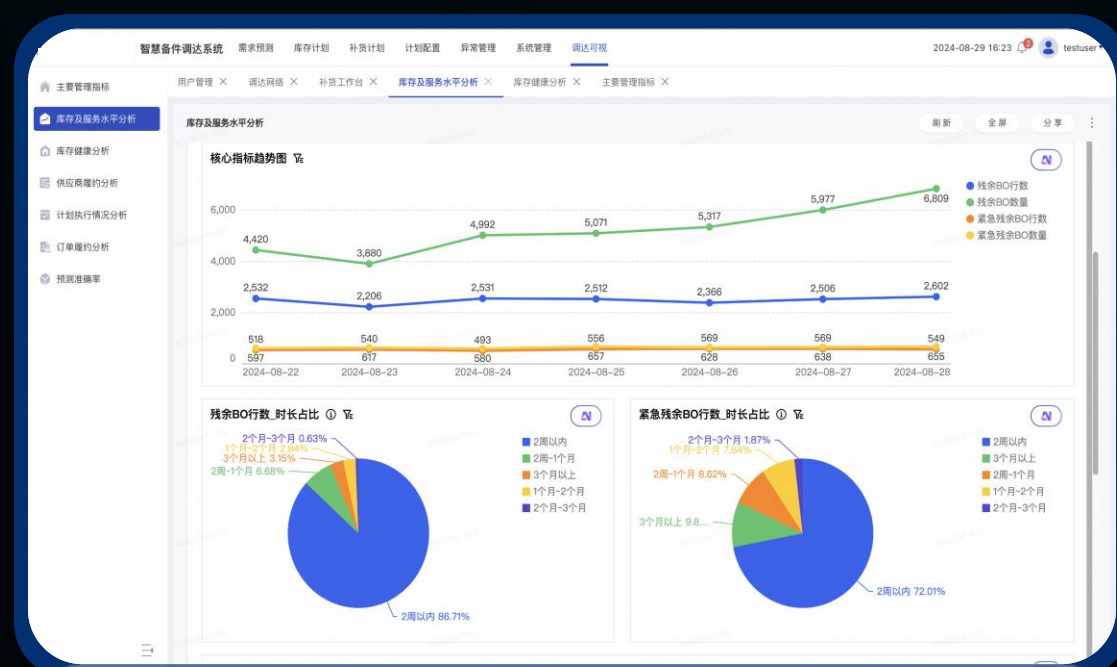 智慧备件调达系统 需求预测 库存计划 补货计划 计划配置 异常管理 系统管理 调达可视 2024-08-29 16:23 2 testuser
主要管理指标
库存及服务水平分析
库存健康分析
供应商履约分析
计划执行情况分析
订单履约分析
预测准确率
用户管理 × 调达网络 × 补货工作台 × 库存及服务水平分析 × 库存健康分析 × 主要管理指标 ×
库存及服务水平分析 刷新 全屏 分享
核心指标趋势图
残余BO行数
残余BO数量
紧急残余BO行数
紧急残余BO数量
6,000
4,000
2,000
0
4,420 3,880 4,992 5,071 5,317 5,977 6,809
2,532 2,206 2,531 2,512 2,366 2,506 2,602
518 540 493 556 569 569 549
597 617 580 657 628 638 655
2024-08-22 2024-08-23 2024-08-24 2024-08-25 2024-08-26 2024-08-27 2024-08-28
残余BO行数_时长占比
2个月-3个月 0.63%
1个月-2个月 2.84%
3个月以上 3.15%
2周-1个月 6.68%
2周以内 86.71%
2周以内
2周-1个月
3个月以上
1个月-2个月
2个月-3个月
紧急残余BO行数_时长占比
2个月-3个月 1.87%
1个月-2个月 7.64%
2周-1个月 8.62%
3个月以上 9.8...
2周以内 72.01%
2周以内
3个月以上
2周-1个月
1个月-2个月
2个月-3个月